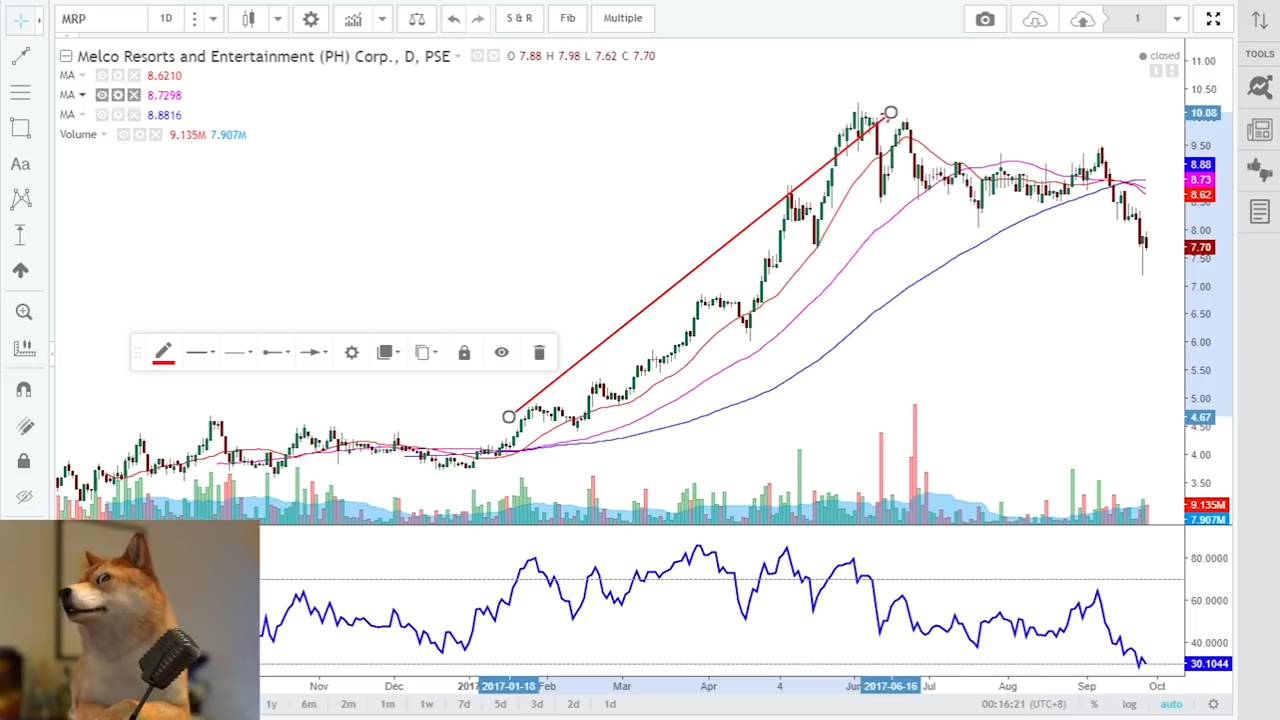 MRP 1D S & R Fib Multiple 1
Melco Resorts and Entertainment (PH) Corp., D, PSE O 7.88 H 7.98 L 7.62 C 7.70 closed
MA 8.6210
MA 8.7298
MA 8.8816
Volume 9.135M 7.907M
Aa
TOOLS
11.00
10.50
10.08
9.50
8.88
8.73
8.62
8.50
8.00
7.70
7.50
7.00
6.50
6.00
5.50
5.00
4.67
4.50
4.00
3.50
9.135M
7.907M
80.0000
60.0000
40.0000
30.1044
Nov Dec 2017 2017-01-18 Feb Mar Apr 4 Jun 2017-06-16 Jul Aug Sep Oct
1y 6m 2m 1m 1w 7d 5d 3d 2d 1d 00:16:21 (UTC+8) % log auto